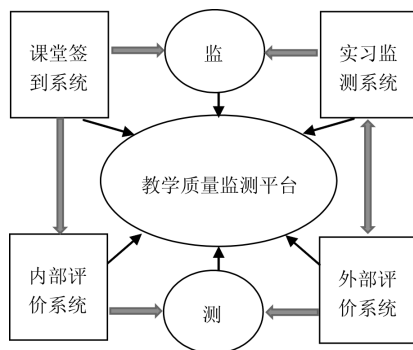 课堂签
到系统
监
实习监
测系统
教学质量监测平台
内部评
价系统
测
外部评
价系统